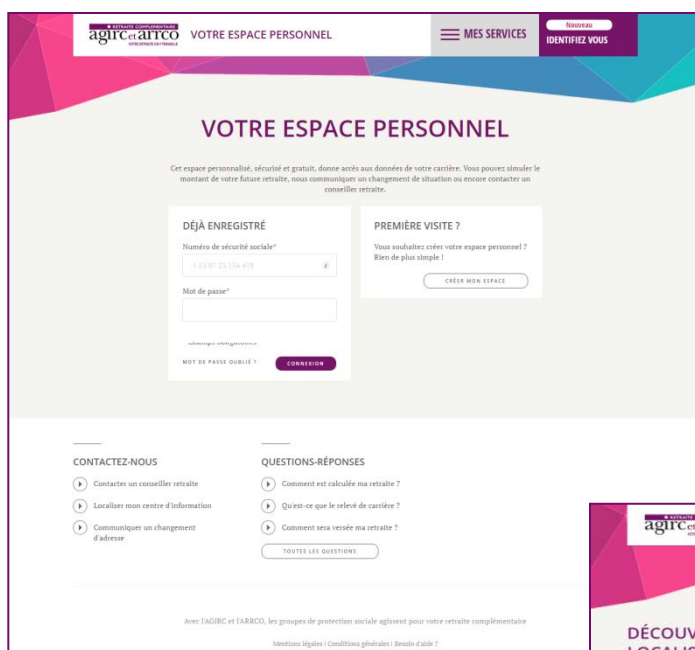 RETRAITE COMPLÉMENTAIRE
agirc et arrco
VOTRE ESPACE PERSONNEL
MES SERVICES
Nouveau
IDENTIFIEZ VOUS
VOTRE ESPACE PERSONNEL
Cet espace personnalisé, sécurisé et gratuit, donne accès aux données de votre carrière. Vous pouvez simuler le
montant de votre future retraite, nous communiquer un changement de situation ou encore contacter un
conseiller retraite.
DÉJÀ ENREGISTRÉ
Numéro de sécurité sociale*
Mot de passe*
MOT DE PASSE OUBLIÉ ?
CONNEXION
PREMIÈRE VISITE ?
Vous souhaitez créer votre espace personnel ?
Rien de plus simple !
CRÉER MON ESPACE
CONTACTEZ-NOUS
Contacter un conseiller retraite
Localiser mon centre d'information
Communiquer un changement
d'adresse
QUESTIONS-RÉPONSES
Comment est calculée ma retraite ?
Qu'est-ce que le relevé de carrière ?
Comment sera versée ma retraite ?
TOUTES LES QUESTIONS
Avec l'AGIRC et l'ARRCO, les groupes de protection sociale agissent pour votre retraite complémentaire
Mentions légales | Conditions générales | Besoin d'aide ?
agirc et
DÉCOUV